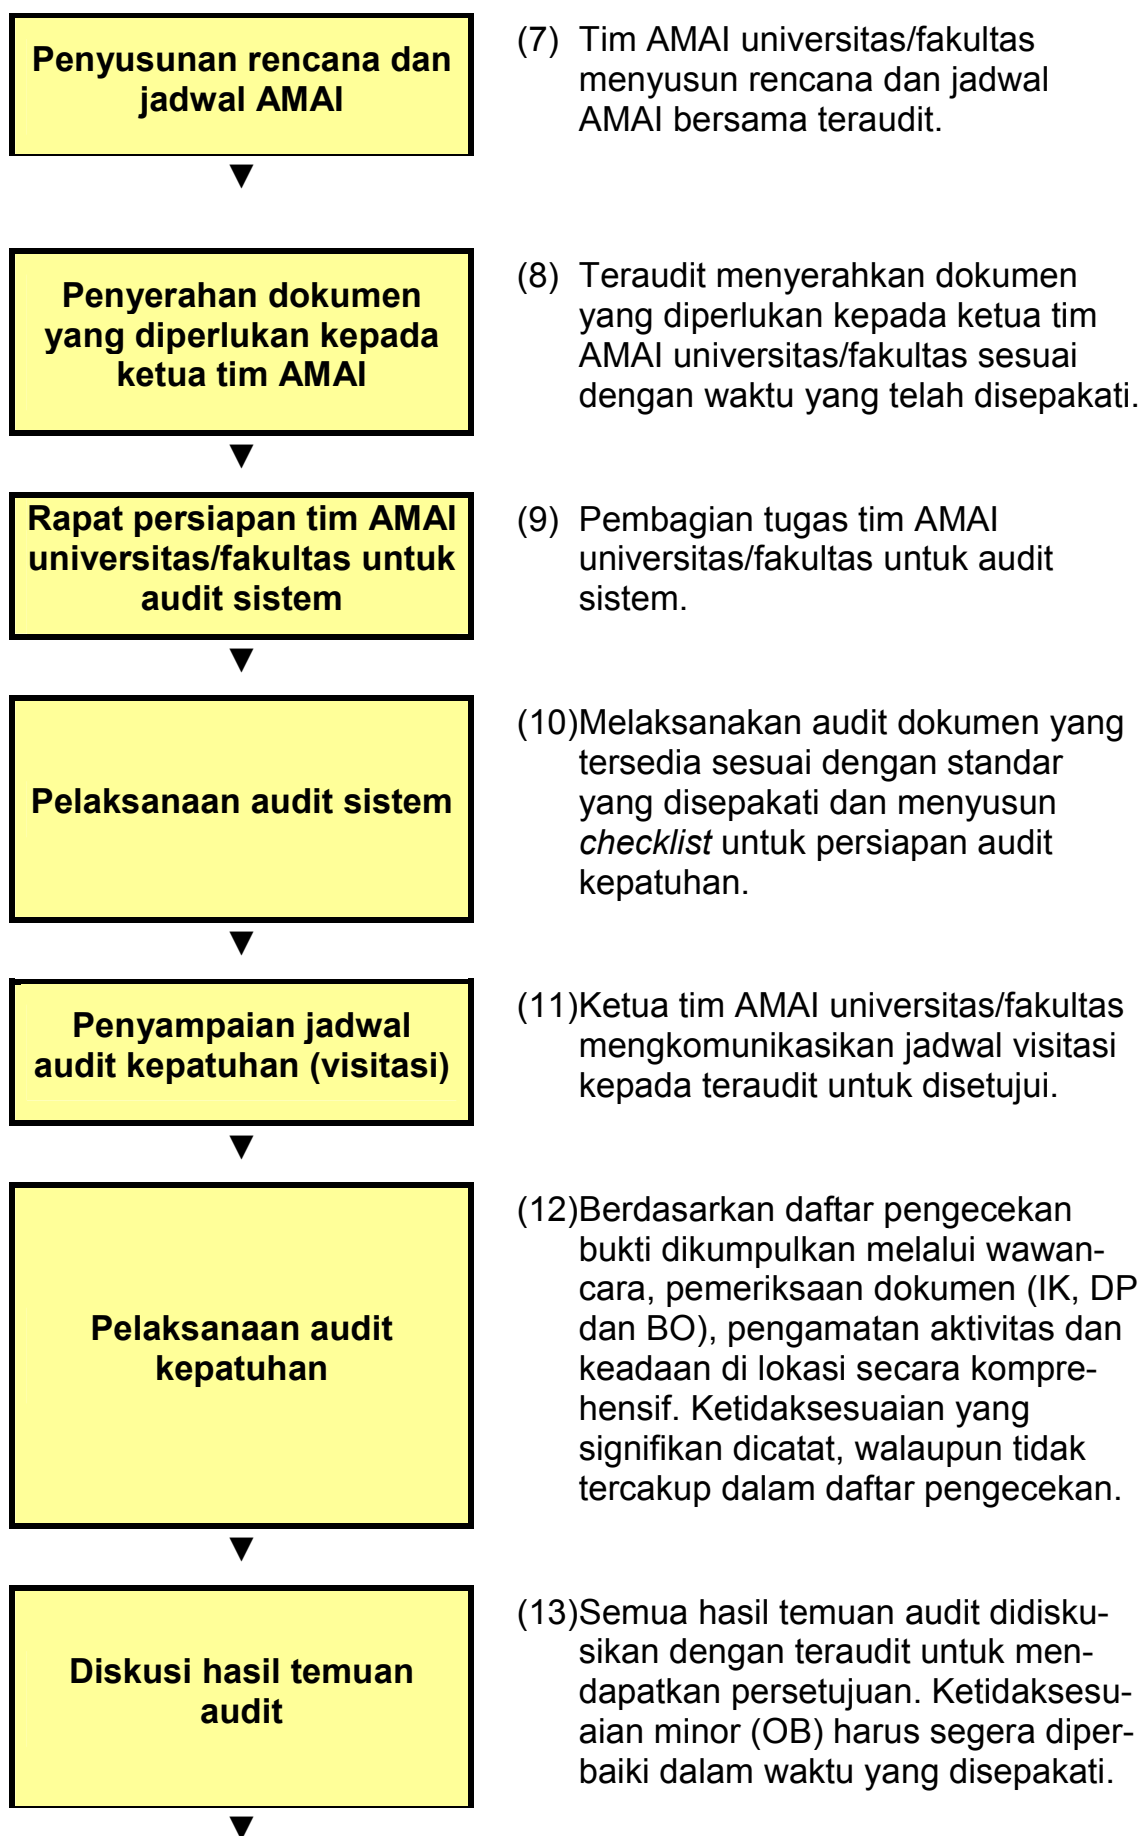 Penyusunan rencana dan
jadwal AMAI
(7) Tim AMAI universitas/fakultas
menyusun rencana dan jadwal
AMAI bersama teraudit.
▼
Penyerahan dokumen
yang diperlukan kepada
ketua tim AMAI
(8) Teraudit menyerahkan dokumen
yang diperlukan kepada ketua tim
AMAI universitas/fakultas sesuai
dengan waktu yang telah disepakati.
▼
Rapat persiapan tim AMAI
universitas/fakultas untuk
audit sistem
(9) Pembagian tugas tim AMAI
universitas/fakultas untuk audit
sistem.
▼
Pelaksanaan audit sistem
(10)Melaksanakan audit dokumen yang
tersedia sesuai dengan standar
yang disepakati dan menyusun
checklist untuk persiapan audit
kepatuhan.
▼
Penyampaian jadwal
audit kepatuhan (visitasi)
(11)Ketua tim AMAI universitas/fakultas
mengkomunikasikan jadwal visitasi
kepada teraudit untuk disetujui.
▼
Pelaksanaan audit
kepatuhan
(12)Berdasarkan daftar pengecekan
bukti dikumpulkan melalui wawan-
cara, pemeriksaan dokumen (IK, DP
dan BO), pengamatan aktivitas dan
keadaan di lokasi secara kompre-
hensif. Ketidaksesuaian yang
signifikan dicatat, walaupun tidak
tercakup dalam daftar pengecekan.
▼
Diskusi hasil temuan
audit
(13)Semua hasil temuan audit didisku-
sikan dengan teraudit untuk men-
dapatkan persetujuan. Ketidaksesu-
aian minor (OB) harus segera diper-
baiki dalam waktu yang disepakati.
▼